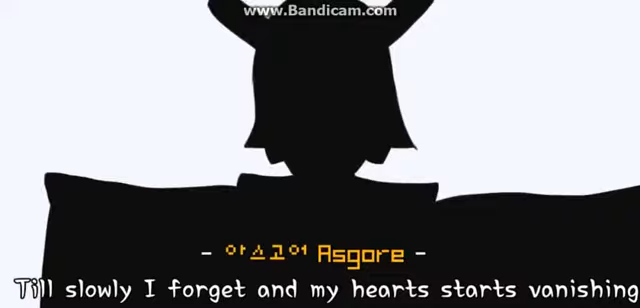 www.Bandicam.com
- 아스고어 Asgore -
Till slowly I forget and my hearts starts vanishing